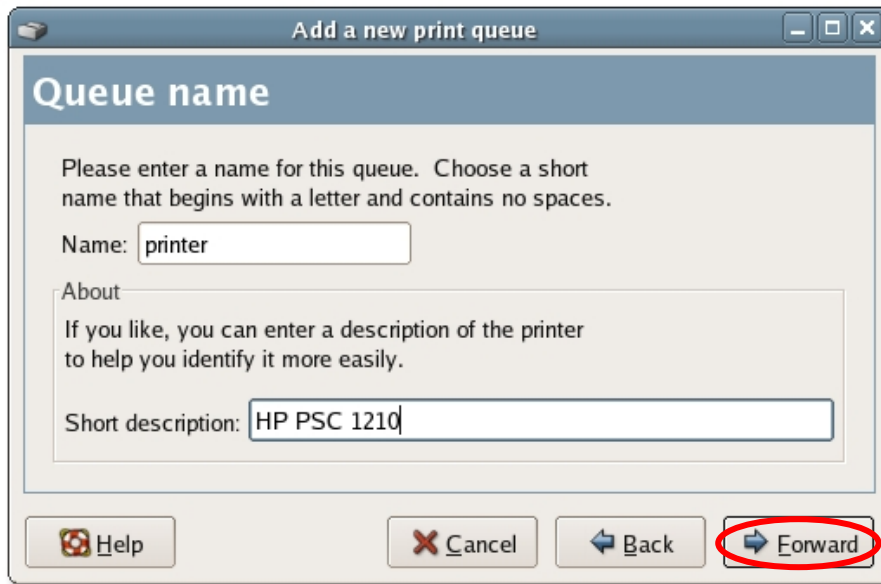 Add a new print queue
Queue name
Please enter a name for this queue.  Choose a short
name that begins with a letter and contains no spaces.
Name: printer
About
If you like, you can enter a description of the printer
to help you identify it more easily.
Short description: HP PSC 1210
Help Cancel Back Forward